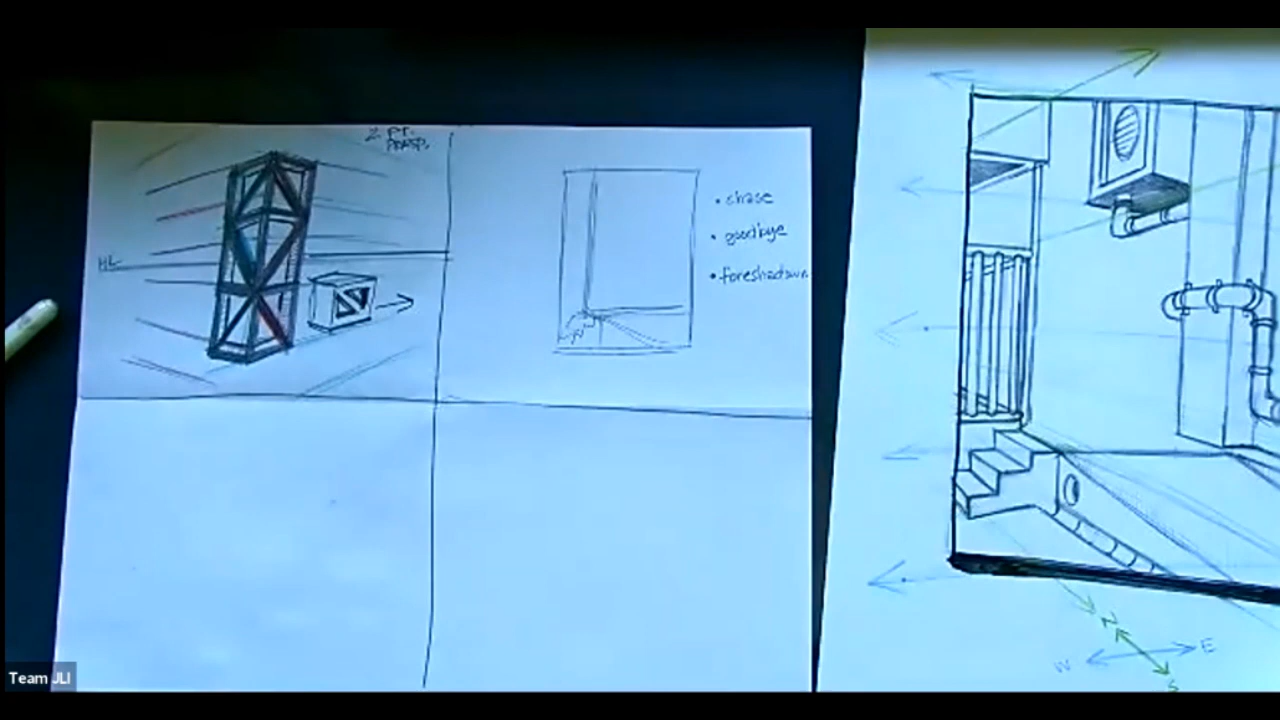 2 PT.
PERSP.
HL
• chase
• goodbye
• foreshadow
N
W
E
S
Team JLI